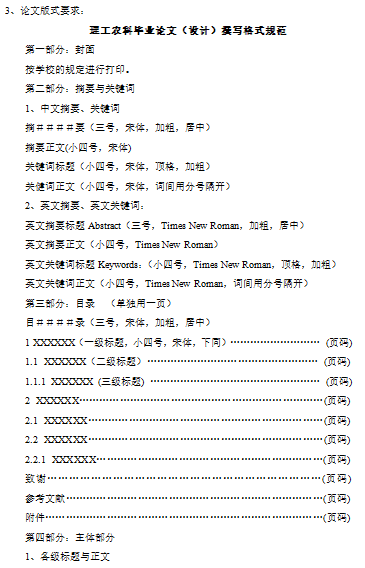 3、论文版式要求：
理工农科毕业论文（设计）撰写格式规范
第一部分：封面
按学校的规定进行打印。
第二部分：摘要与关键词
1、中文摘要、关键词
摘＃＃＃＃要（三号，宋体，加粗，居中）
摘要正文(小四号，宋体)
关键词标题（小四号，宋体，顶格，加粗）
关健词正文（小四号，宋体，词间用分号隔开）
2、英文摘要、英文关键词：
英文摘要标题 Abstract（三号，Times New Roman，加粗，居中）
英文摘要正文（小四号，Times New Roman）
英文关键词标题 Keywords:（小四号，Times New Roman，顶格，加粗）
英文关键词正文（小四号，Times New Roman，词间用分号隔开）
第三部分：目录 （单独用一页）
目＃＃＃＃录（三号，宋体，加粗，居中）
1 XXXXXX（一级标题，小四号，宋体，下同）………………………… (页码)
1.1 XXXXXX（二级标题）………………………………………………… (页码)
1.1.1 XXXXXX (三级标题) ………………………………………………… (页码)
2 XXXXXX………………………………………………………………………(页码)
2.1 XXXXXX……………………………………………………………………(页码)
2.2 XXXXXX……………………………………………………………………(页码)
2.2.1 XXXXXX…………………………………………………………………(页码)
致谢………………………………………………………………………(页码)
参考文献…………………………………………………………………………(页码)
附件………………………………………………………………………………(页码)
第四部分：主体部分
1、各级标题与正文